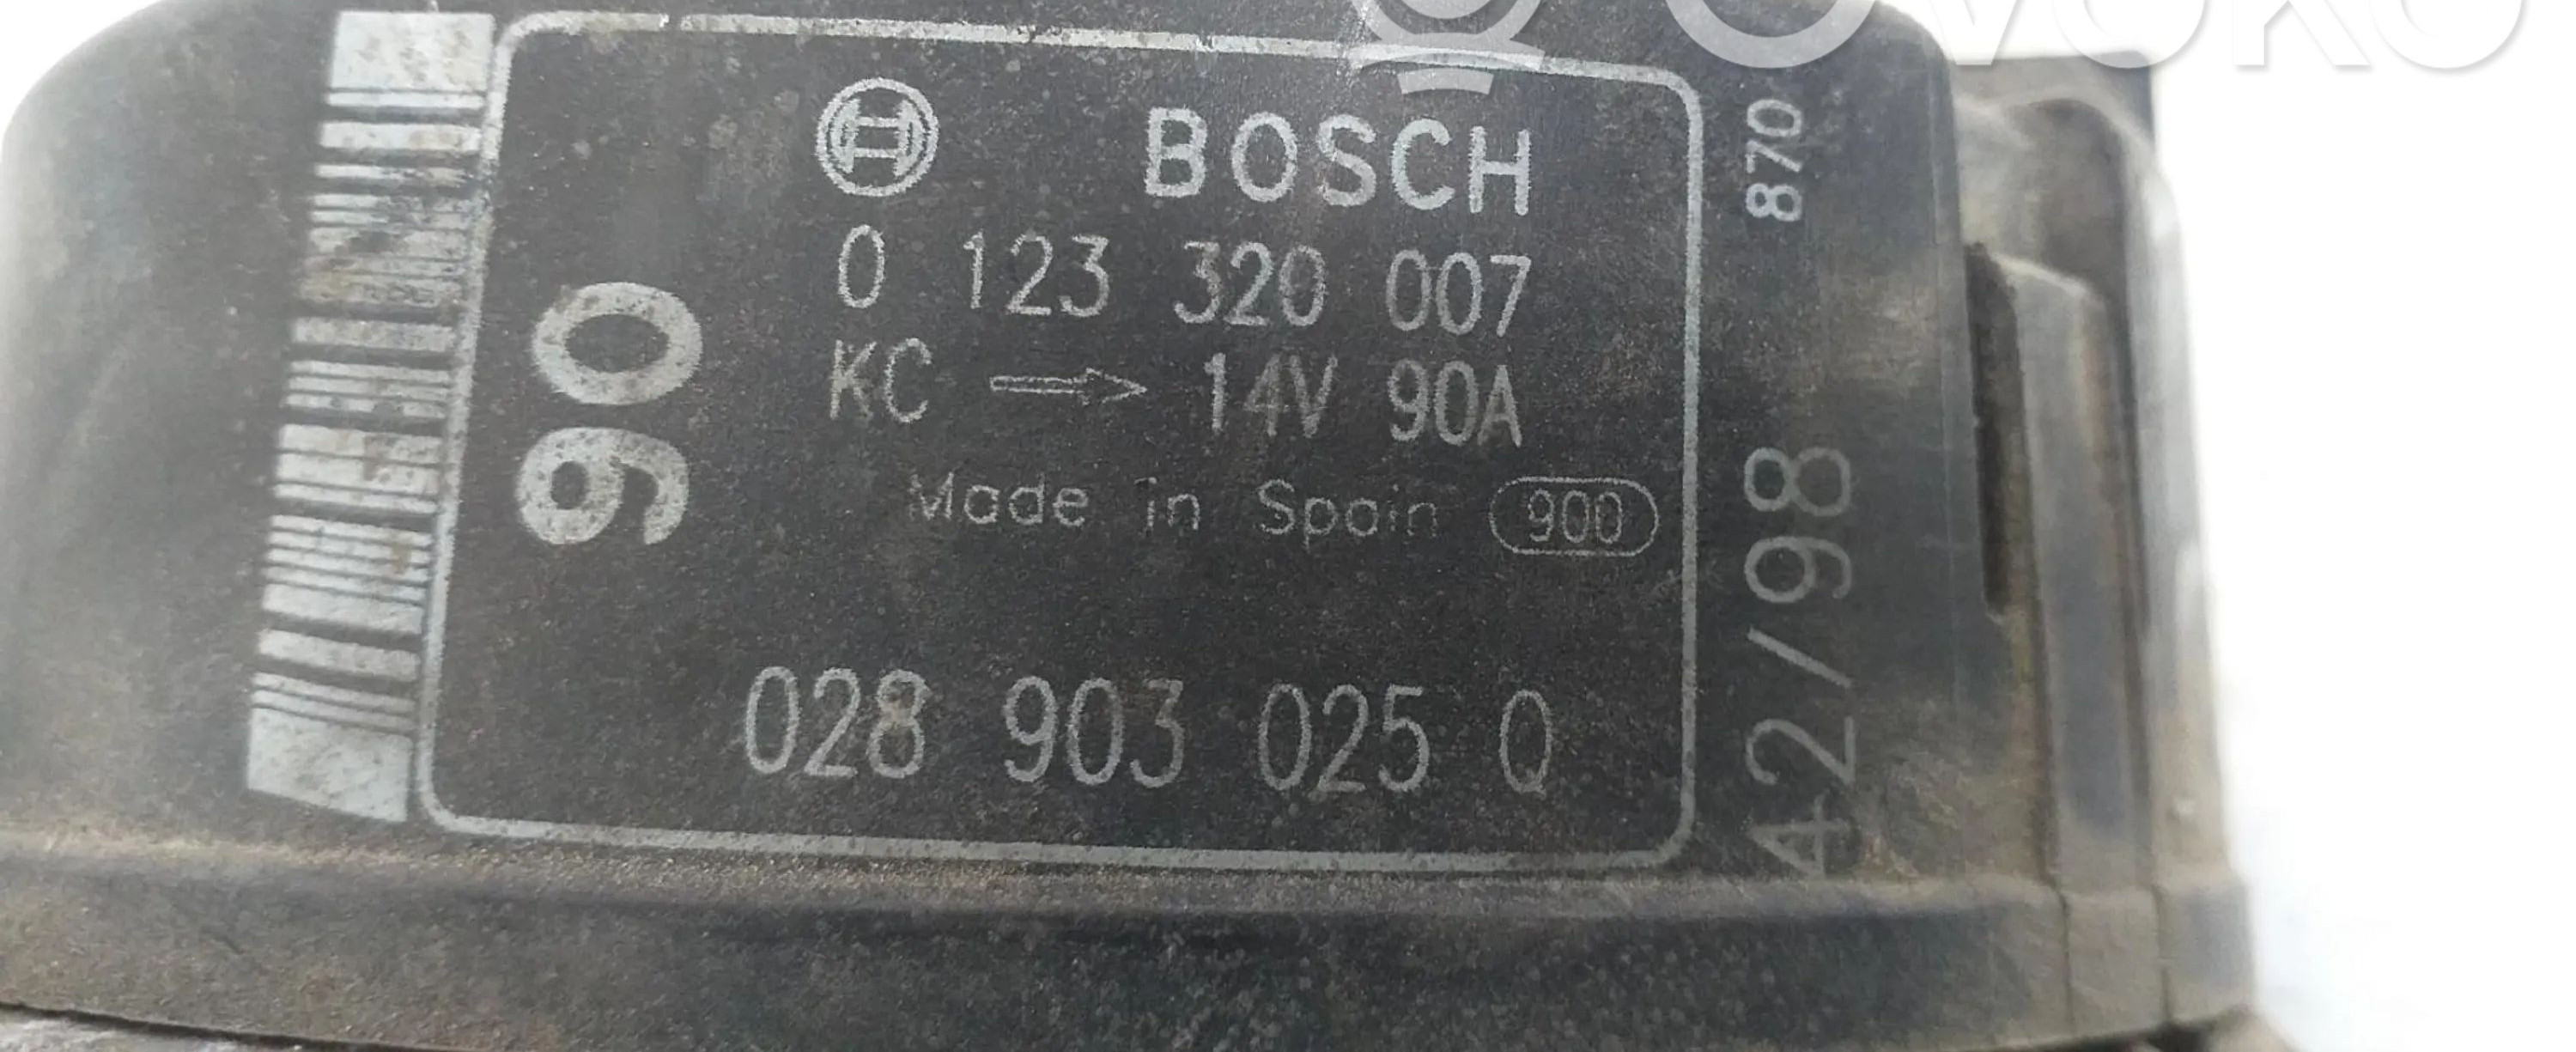 OVOKO
BOSCH
0 123 320 007
KC → 14V 90A
Made in Spain 900
028 903 025 Q
90
870
42/98